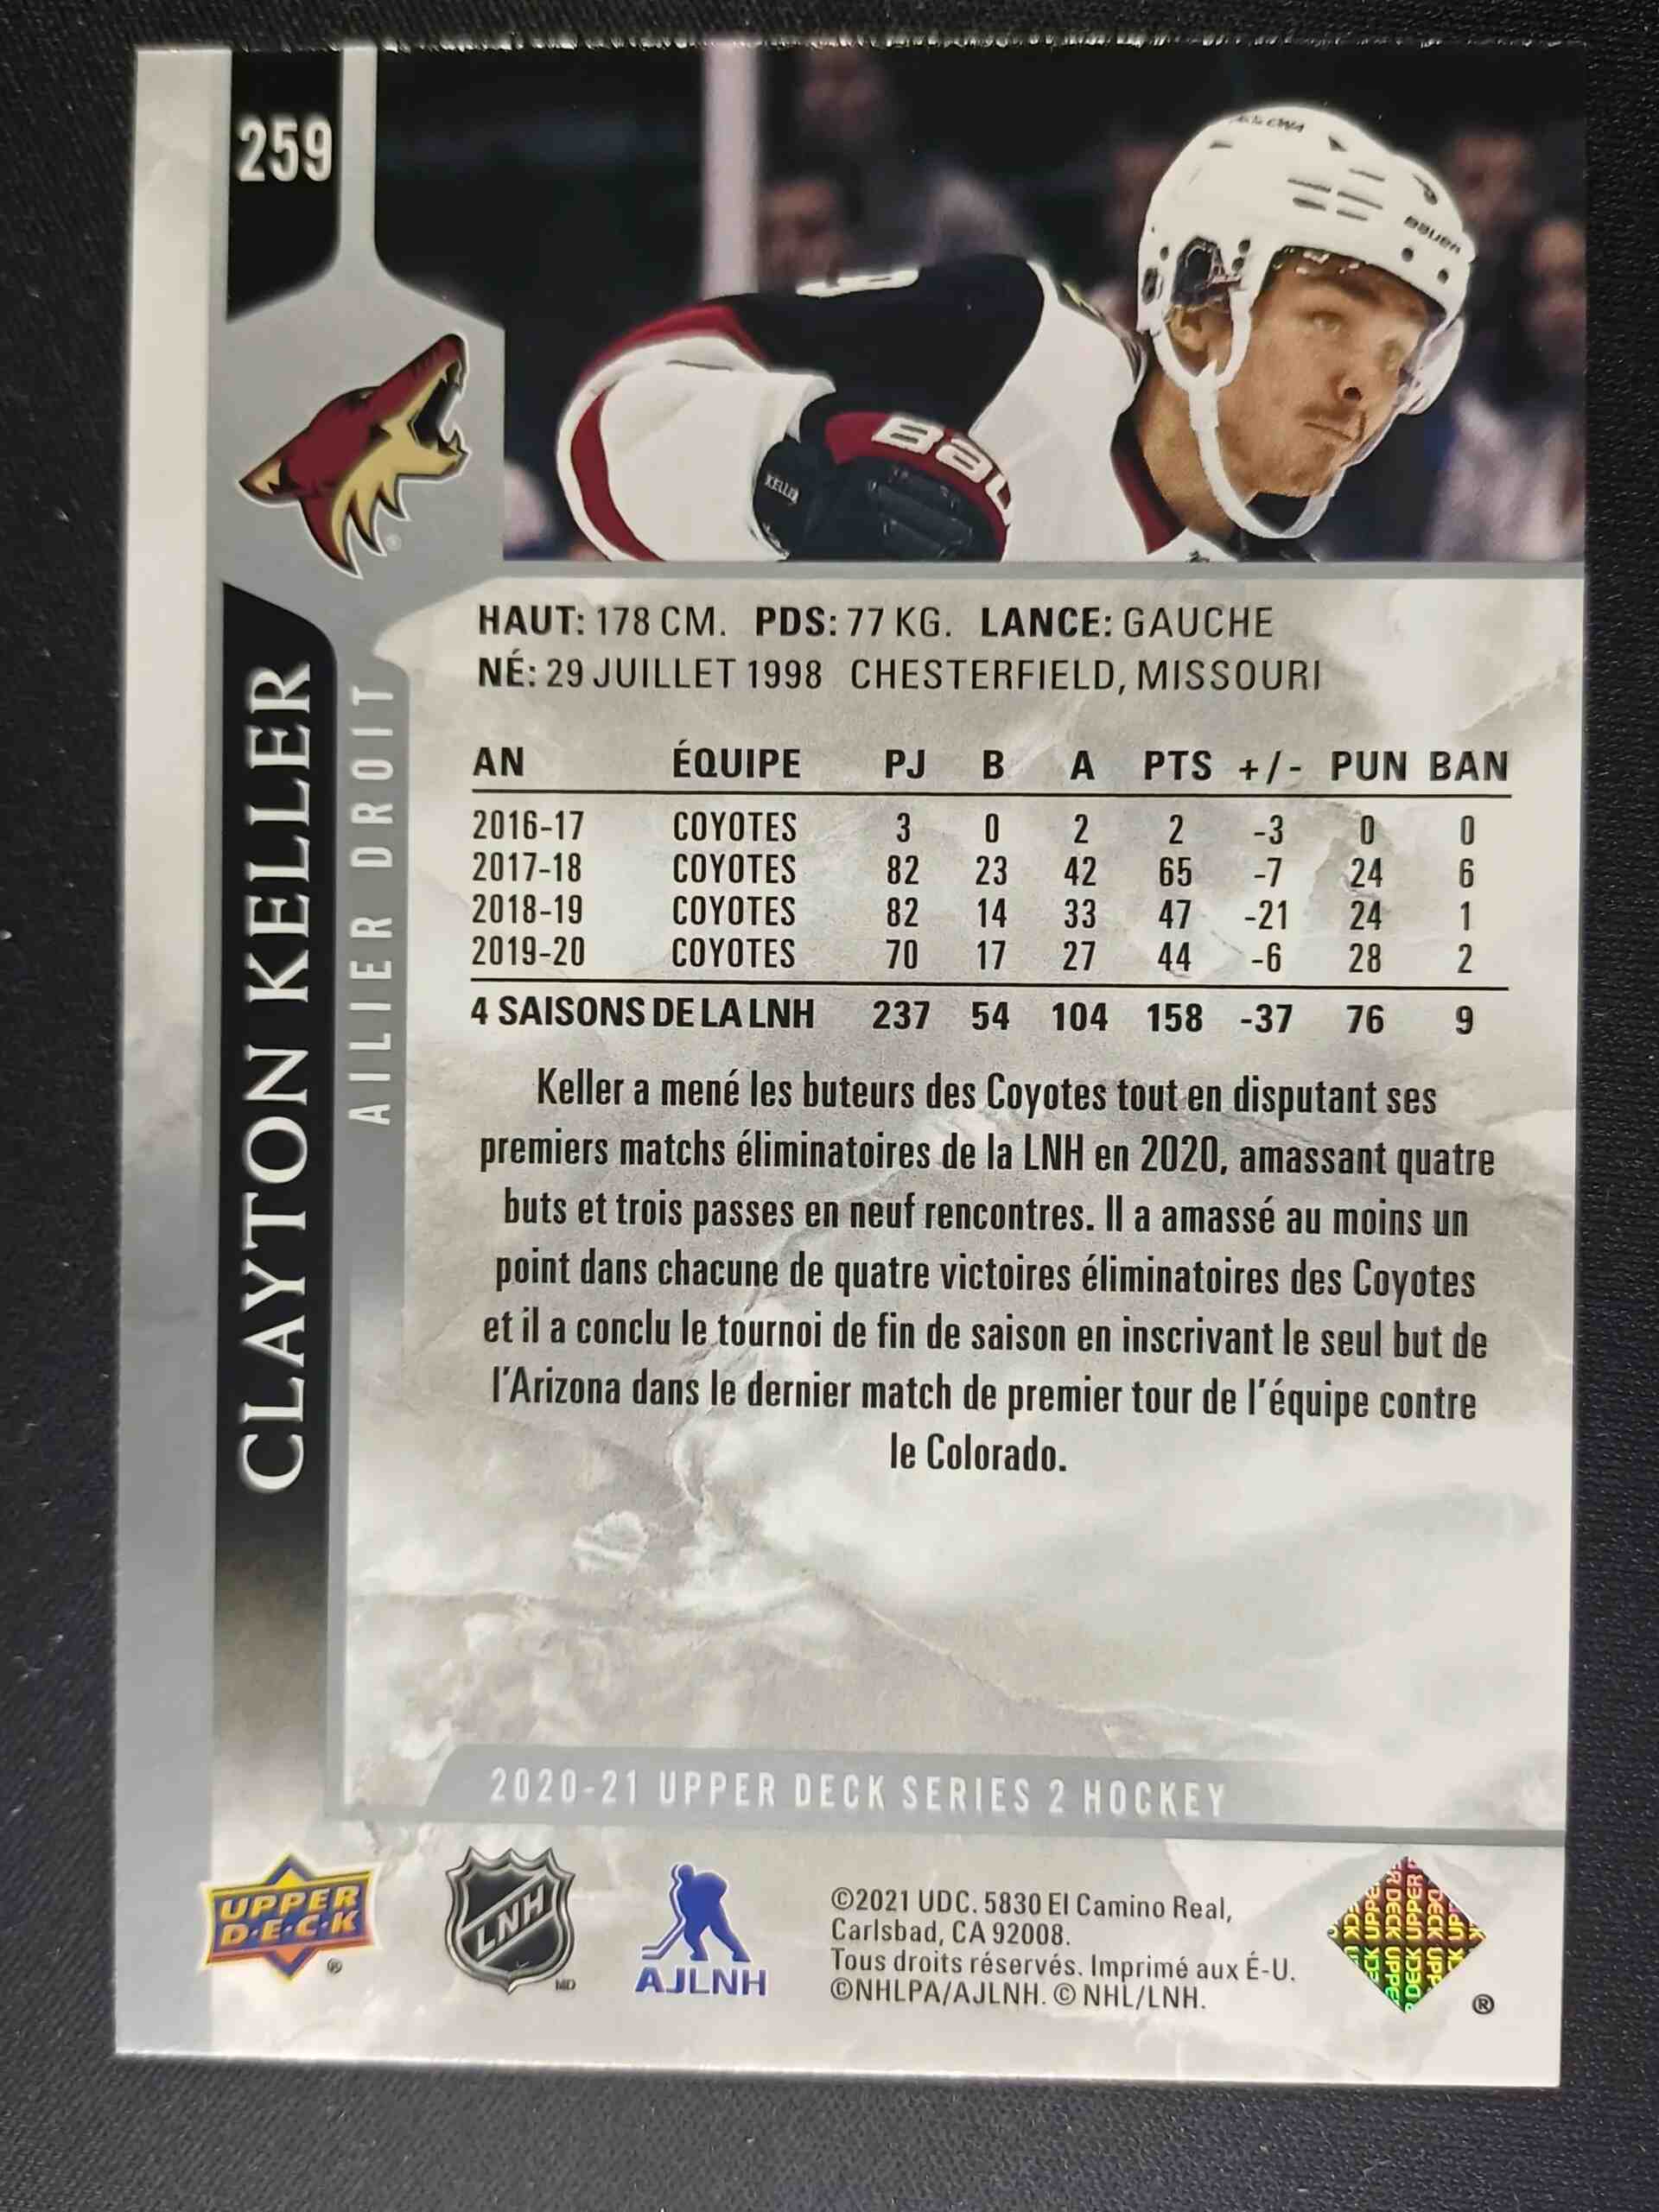 259
Bauer
Bau
KELLER
CLAYTON KELLER
AILIER DROIT
HAUT: 178 CM. PDS: 77 KG. LANCE: GAUCHE
NÉ: 29 JUILLET 1998 CHESTERFIELD, MISSOURI
AN ÉQUIPE PJ B A PTS +/- PUN BAN
2016-17 COYOTES 3 0 2 2 -3 0 0
2017-18 COYOTES 82 23 42 65 -7 24 6
2018-19 COYOTES 82 14 33 47 -21 24 1
2019-20 COYOTES 70 17 27 44 -6 28 2
4 SAISONS DE LA LNH 237 54 104 158 -37 76 9
Keller a mené les buteurs des Coyotes tout en disputant ses
premiers matchs éliminatoires de la LNH en 2020, amassant quatre
buts et trois passes en neuf rencontres. Il a amassé au moins un
point dans chacune de quatre victoires éliminatoires des Coyotes
et il a conclu le tournoi de fin de saison en inscrivant le seul but de
l'Arizona dans le dernier match de premier tour de l'équipe contre
le Colorado.
2020-21 UPPER DECK SERIES 2 HOCKEY
UPPER
D·E·C·K
®
LNH
MD
AJLNH
©2021 UDC. 5830 El Camino Real,
Carlsbad, CA 92008.
Tous droits réservés. Imprimé aux É-U.
©NHLPA/AJLNH. © NHL/LNH.
®